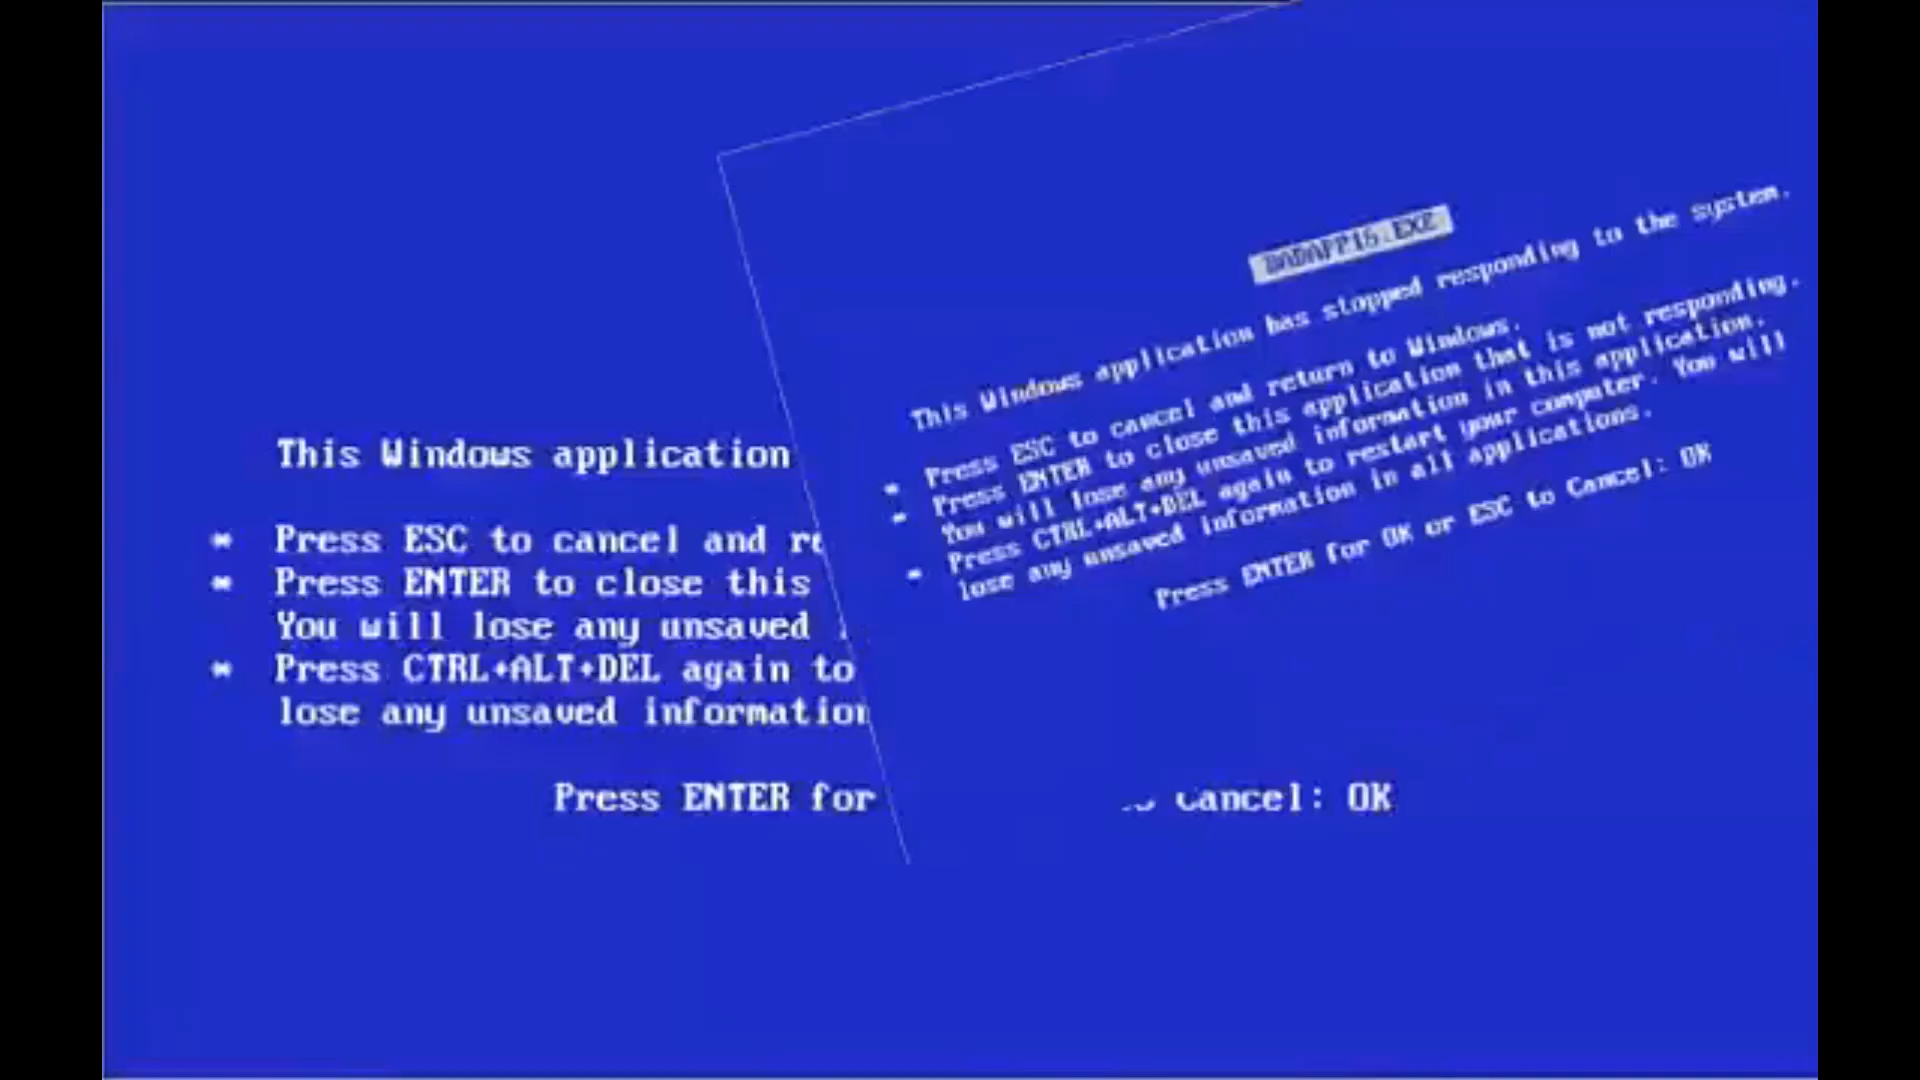 This Windows application
* Press ESC to cancel and re
* Press ENTER to close this
You will lose any unsaved
* Press CTRL+ALT+DEL again to
lose any unsaved information
Press ENTER for
Cancel: OK
BADAPP16.EXE
This Windows application has stopped responding to the system.
* Press ESC to cancel and return to Windows.
* Press ENTER to close this application that is not responding.
You will lose any unsaved information in this application.
* Press CTRL+ALT+DEL again to restart your computer. You will
lose any unsaved information in all applications.
Press ENTER for OK or ESC to Cancel: OK